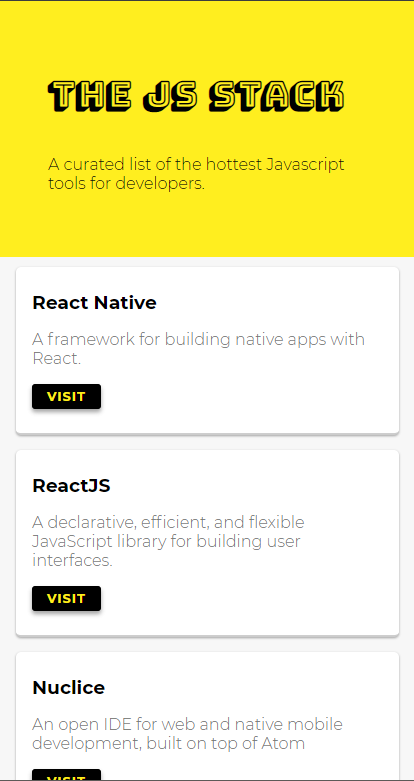 THE JS STACK
A curated list of the hottest Javascript
tools for developers.
React Native
A framework for building native apps with
React.
VISIT
ReactJS
A declarative, efficient, and flexible
JavaScript library for building user
interfaces.
VISIT
Nuclice
An open IDE for web and native mobile
development, built on top of Atom
VISIT